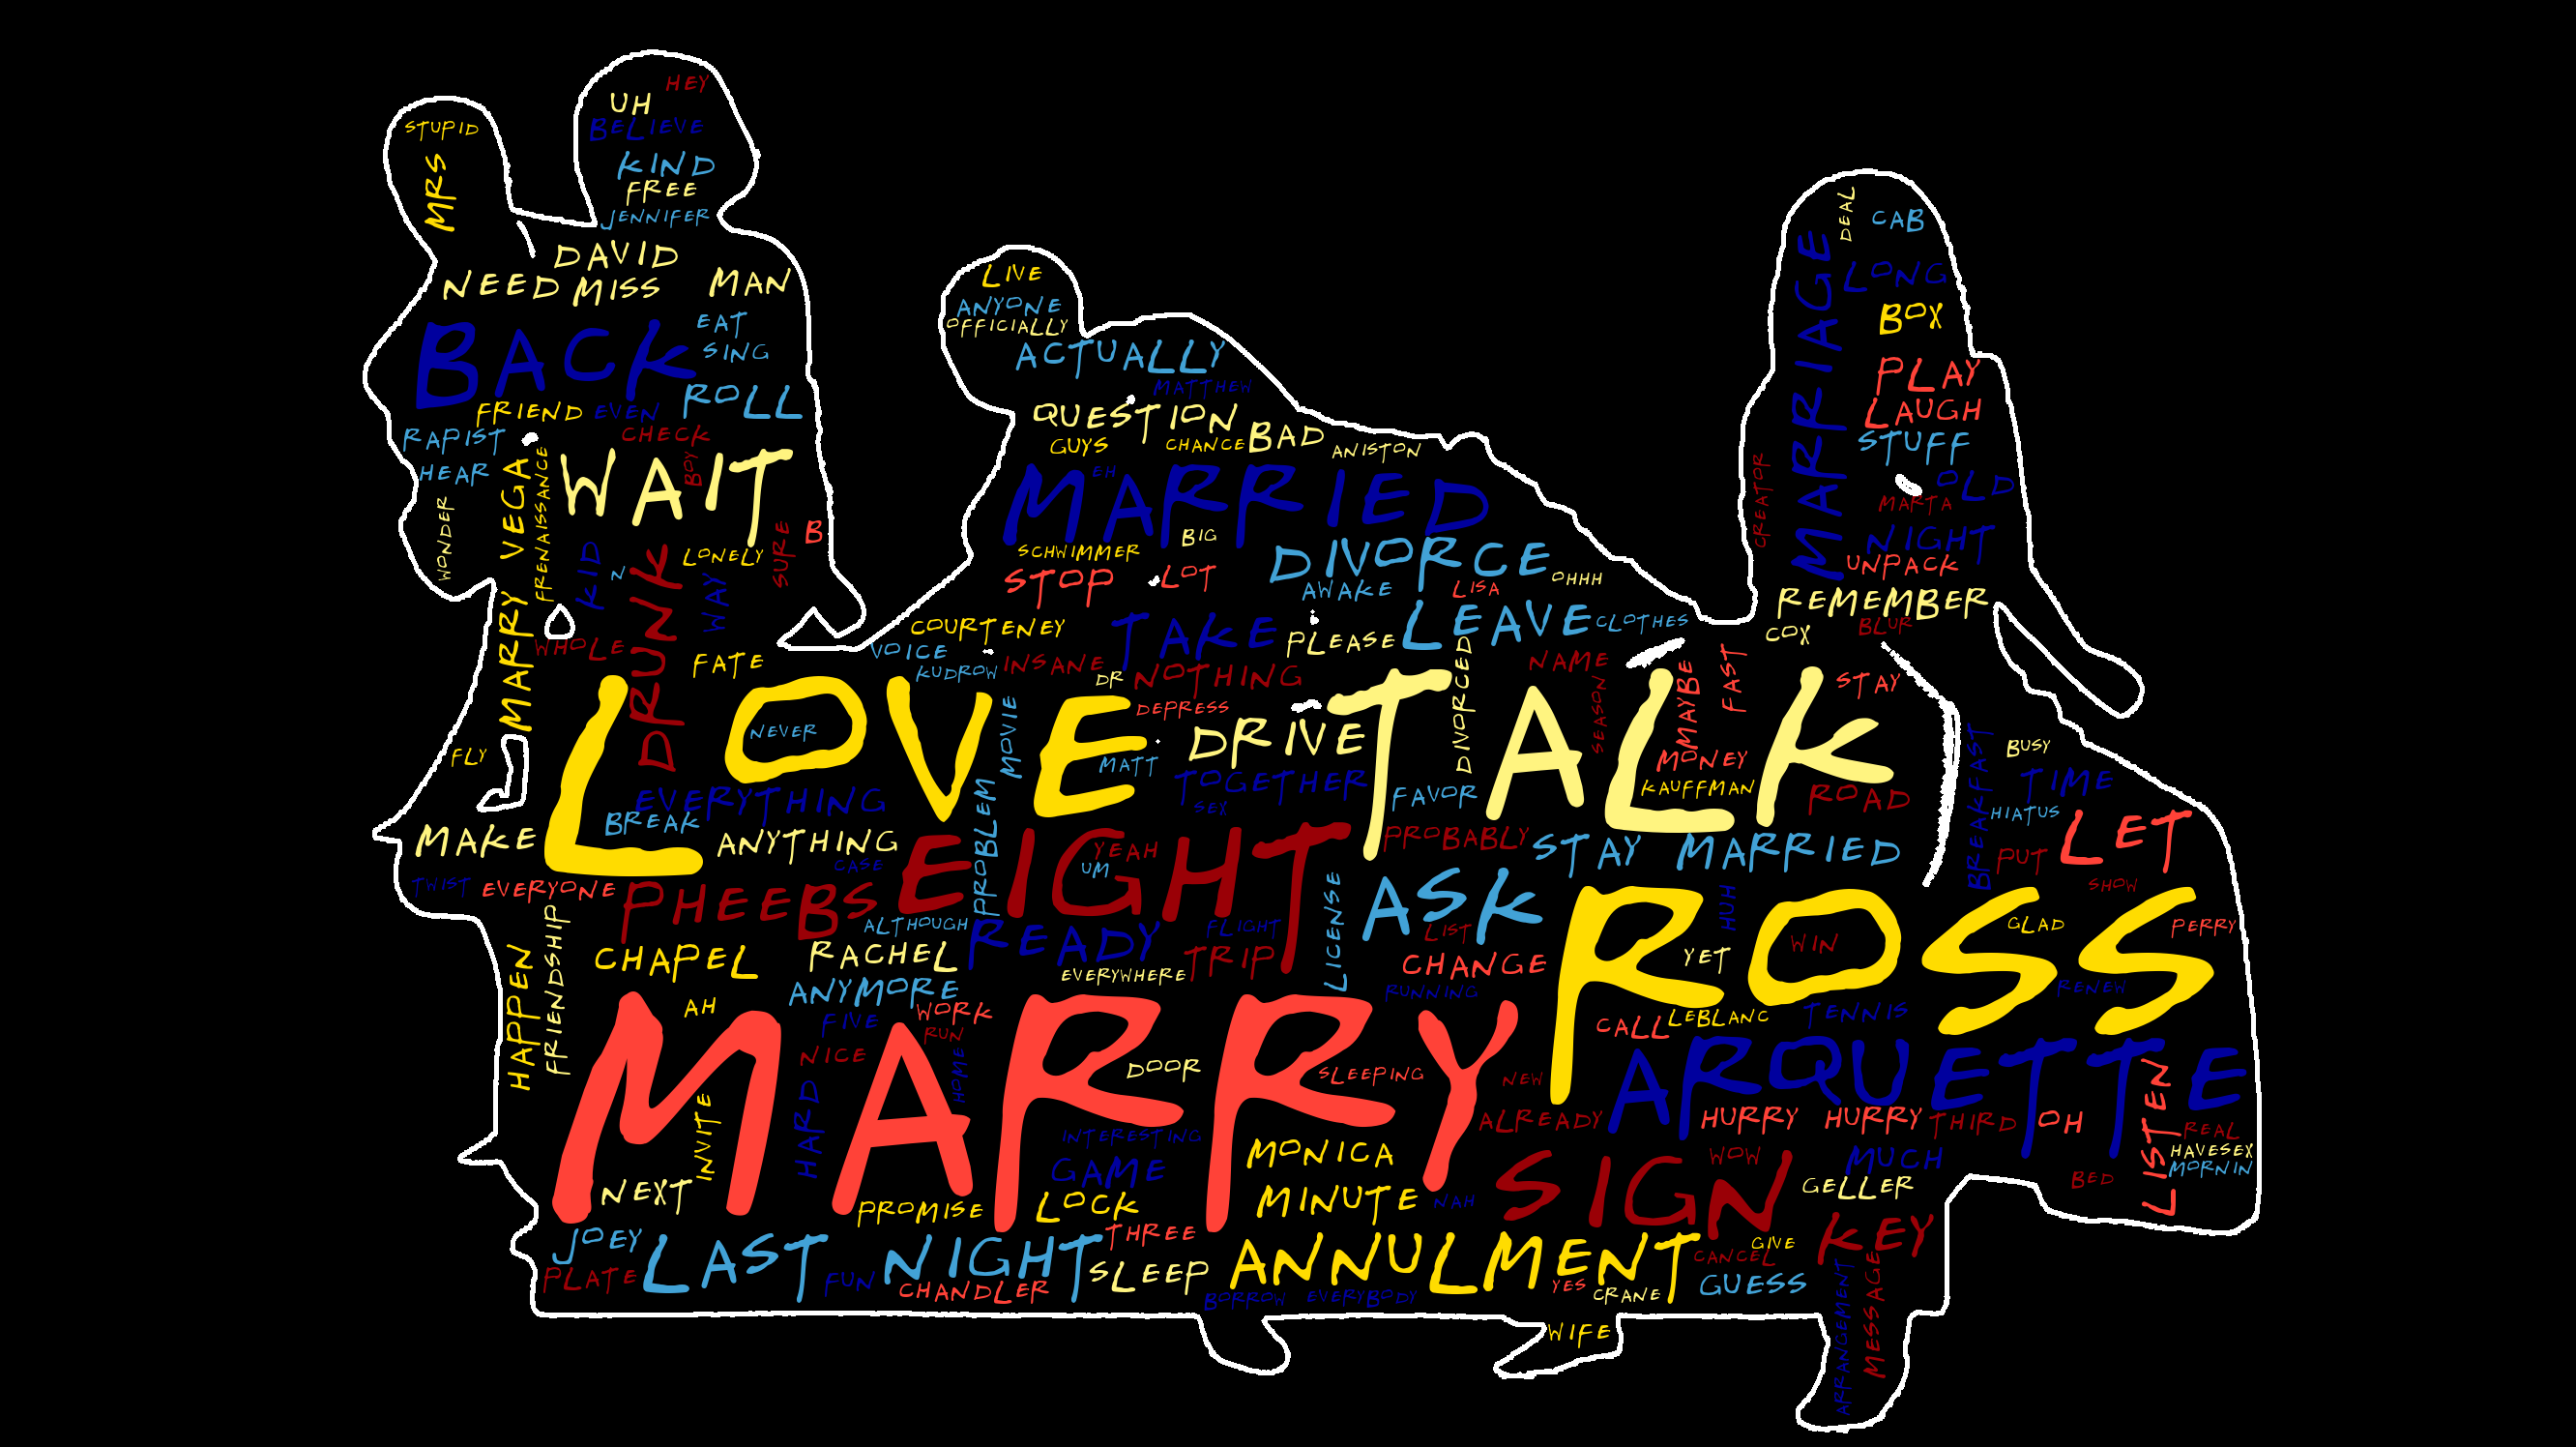 HEY
UH
BELIEVE
STUPID
KIND
MRS
FREE
JENNIFER
DEAL
CAB
DAVID
NEED MISS
MAN
LIVE
LONG
ANYONE
OFFICIALLY
BOX
EAT
SING
ACTUALLY
MARRIAGE
BACK
MATTHEW
PLAY
ROLL
FRIEND
EVEN
QUESTION
LAUGH
RAPIST
CHECK
GUYS
CHANCE
BAD
ANISTON
STUFF
HEAR
BOY
WAIT
EH
MARRIED
OLD
MARTA
CREATOR
WONDER
MARRY VEGA
FRENAISSANCE
SURE
B
BIG
NIGHT
LONELY
SCHWIMMER
DIVORCE
UNPACK
KID
N
DRUNK
WAY
STOP
LOT
AWAKE
LISA
OHHH
REMEMBER
COURTENEY
TAKE
PLEASE
LEAVE
CLOTHES
COX
BLUR
WHOLE
VOICE
FATE
KUDROW
INSANE
DR
NOTHING
DIVORCED
NAME
MAYBE
FAST
STAY
LOVE
NEVER
MOVIE
DEPRESS
DRIVE
TALK
SEASON
FLY
MATT
TOGETHER
SEX
MONEY
KAUFFMAN
ROAD
BREAKFAST
BUSY
TIME
EVERYTHING
BREAK
PROBLEM
FAVOR
HIATUS
LET
MAKE
ANYTHING
CASE
EIGHT
YEAH
UM
PROBABLY
STAY MARRIED
PUT
TWIST
EVERYONE
PHEEBS
LICENSE
ASK
HUH
SHOW
ALTHOUGH
READY
FLIGHT
LIST
ROSS
GLAD
PERRY
HAPPEN
FRIENDSHIP
CHAPEL
RACHEL
EVERYWHERE
TRIP
CHANGE
YET
WIN
ANYMORE
RUNNING
RENEW
AH
FIVE
WORK
RUN
CALL
LEBLANC
TENNIS
MARRY
NICE
HOME
DOOR
SLEEPING
NEW
ARQUETTE
HARD
INVITE
ALREADY
HURRY HURRY
THIRD
OH
LISTEN
REAL
INTERESTING
MONICA
WOW
MUCH
HAVESEX
MORNIN
NEXT
GAME
SIGN
GELLER
BED
PROMISE
LOCK
MINUTE
NAH
JOEY
LAST NIGHT
THREE
ANNULMENT
GIVE
CANCEL
KEY
PLATE
FUN
CHANDLER
SLEEP
YES
CRANE
GUESS
BORROW
EVERYBODY
WIFE
ARRANGEMENT
MESSAGE